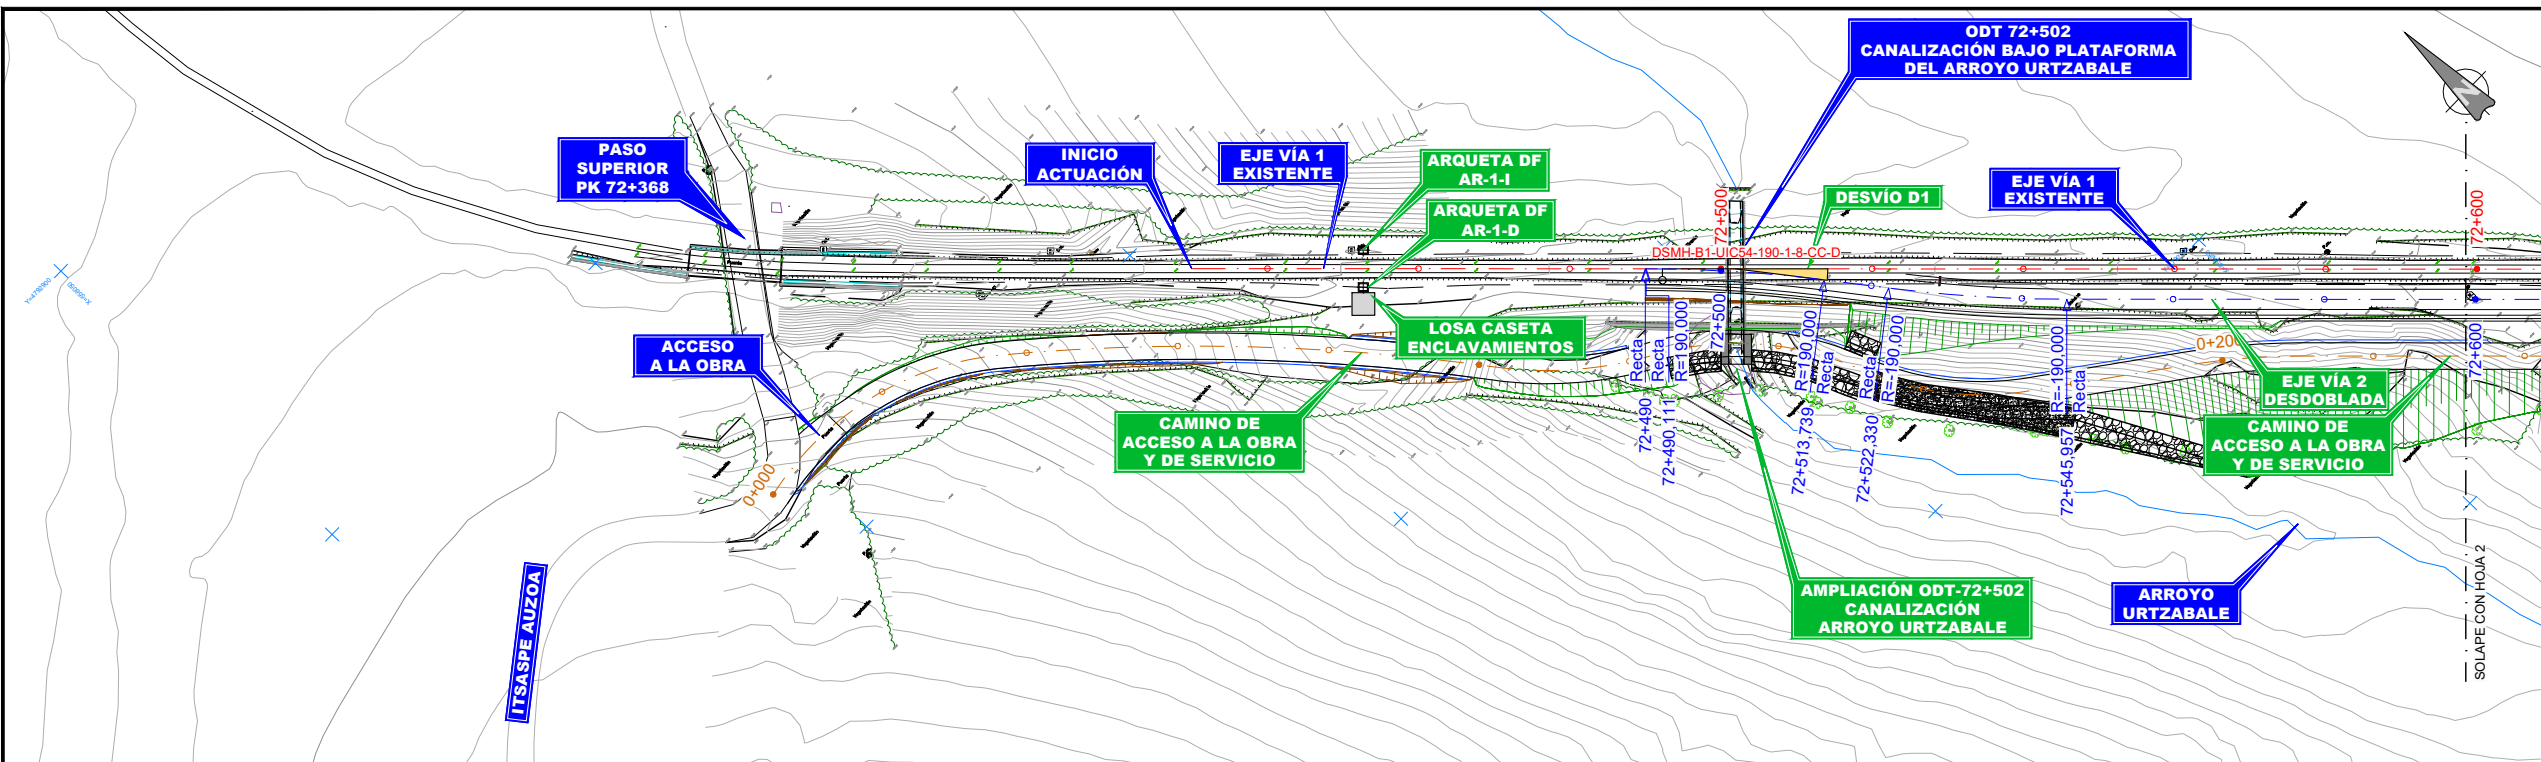 ODT 72+502
CANALIZACIÓN BAJO PLATAFORMA
DEL ARROYO URTZABALE
N
PASO
SUPERIOR
PK 72+368
INICIO
ACTUACIÓN
EJE VÍA 1
EXISTENTE
ARQUETA DF
AR-1-I
ARQUETA DF
AR-1-D
DESVÍO D1
EJE VÍA 1
EXISTENTE
72+500
72+600
DSMH-B1-UIC54-190-1-8-CC-D
ACCESO
A LA OBRA
LOSA CASETA
ENCLAVAMIENTOS
CAMINO DE
ACCESO A LA OBRA
Y DE SERVICIO
72+490
Recta
72+490,111
Recta
R=190,000
72+500
72+513,739
R=190,000
Recta
72+522,330
Recta
R=-190,000
72+545,957
R=-190,000
Recta
0+200
72+600
EJE VÍA 2
DESDOBLADA
CAMINO DE
ACCESO A LA OBRA
Y DE SERVICIO
0+000
ITSASPE AUZOA
AMPLIACIÓN ODT-72+502
CANALIZACIÓN
ARROYO URTZABALE
ARROYO
URTZABALE
SOLAPE CON HOJA 2